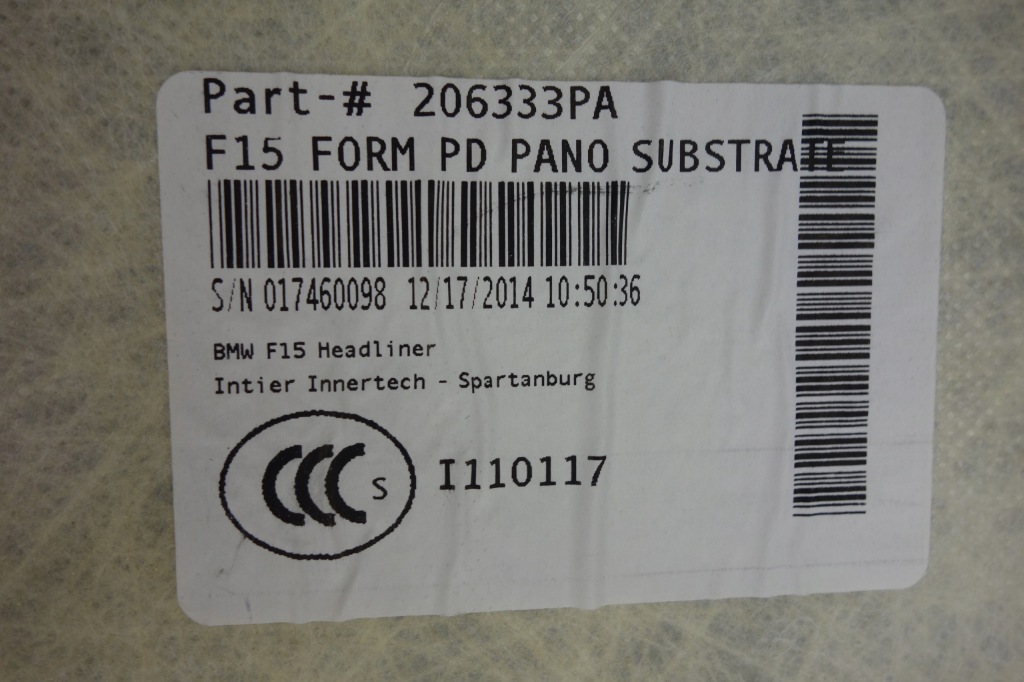 Part-# 206333PA
F15 FORM PD PANO SUBSTRATE
S/N 017460098 12/17/2014 10:50:36
BMW F15 Headliner
Intier Innertech - Spartanburg
CCC S I110117